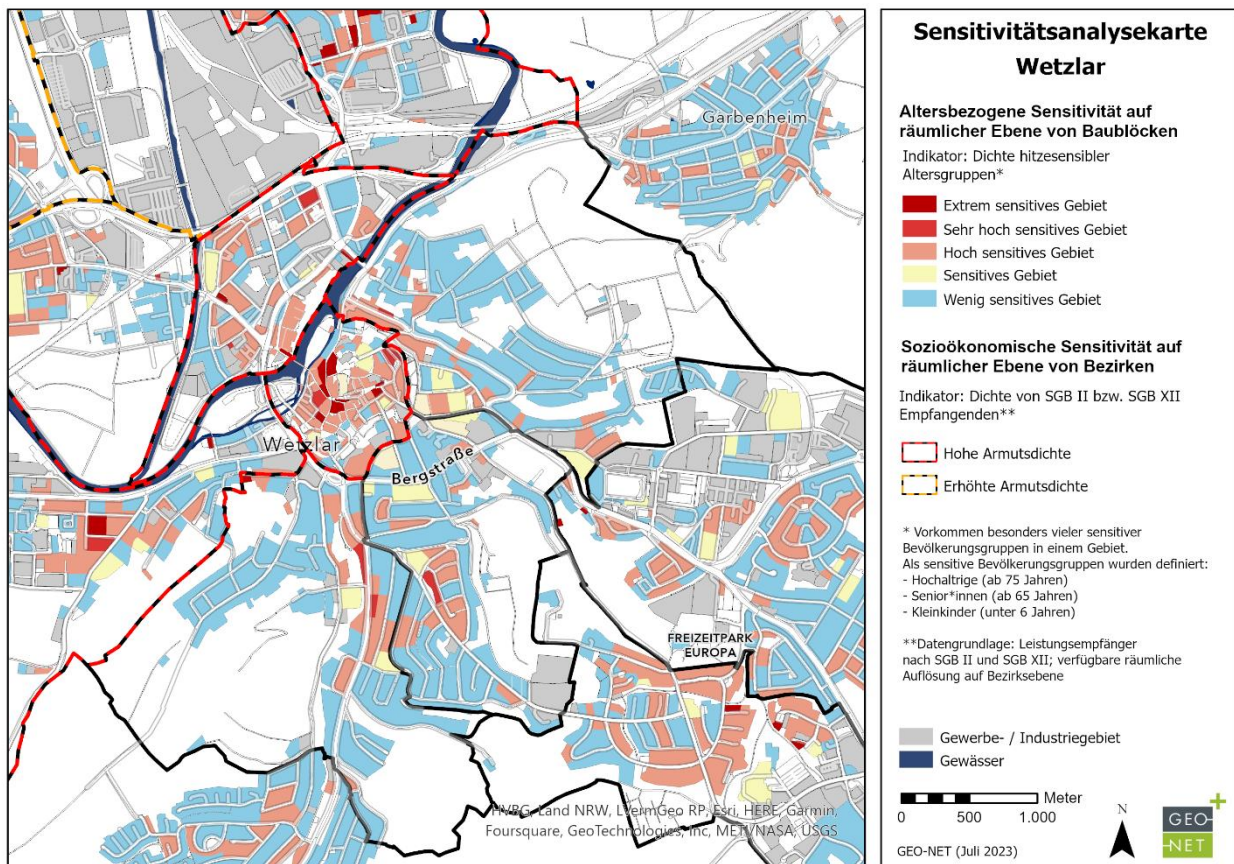 Sensitivitätsanalysekarte
Wetzlar
Altersbezogene Sensitivität auf
räumlicher Ebene von Baublöcken
Indikator: Dichte hitzesensibler
Altersgruppen*
Extrem sensitives Gebiet
Sehr hoch sensitives Gebiet
Hoch sensitives Gebiet
Sensitives Gebiet
Wenig sensitives Gebiet
Sozioökonomische Sensitivität auf
räumlicher Ebene von Bezirken
Indikator: Dichte von SGB II bzw. SGB XII
Empfangenden**
Hohe Armutsdichte
Erhöhte Armutsdichte
* Vorkommen besonders vieler sensitiver
Bevölkerungsgruppen in einem Gebiet.
Als sensitive Bevölkerungsgruppen wurden definiert:
- Hochaltrige (ab 75 Jahren)
- Senior*innen (ab 65 Jahren)
- Kleinkinder (unter 6 Jahren)
**Datengrundlage: Leistungsempfänger
nach SGB II und SGB XII; verfügbare räumliche
Auflösung auf Bezirksebene
Gewerbe- / Industriegebiet
Gewässer
Meter
0 500 1.000
N
GEO-NET (Juli 2023)
GEO
NET
Garbenheim
Wetzlar
Bergstraße
FREIZEITPARK
EUROPA
HVBG, Land NRW, LVermGeo RP, Esri, HERE, Garmin,
Foursquare, GeoTechnologies, Inc, METI/NASA, USGS